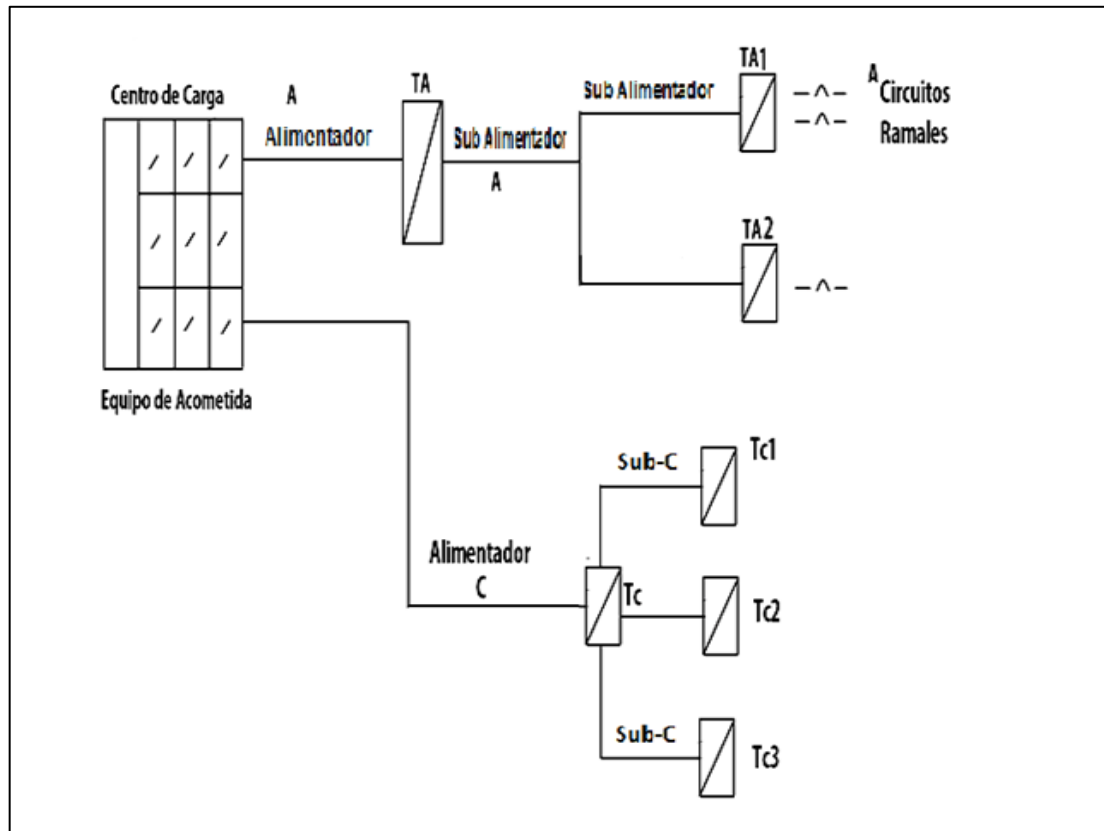 Centro de Carga
A
Alimentador
TA
Sub Alimentador
A
Sub Alimentador
TA1
A
Circuitos
Ramales
TA2
Equipo de Acometida
Alimentador
C
Tc
Sub-C
Tc1
Tc2
Sub-C
Tc3